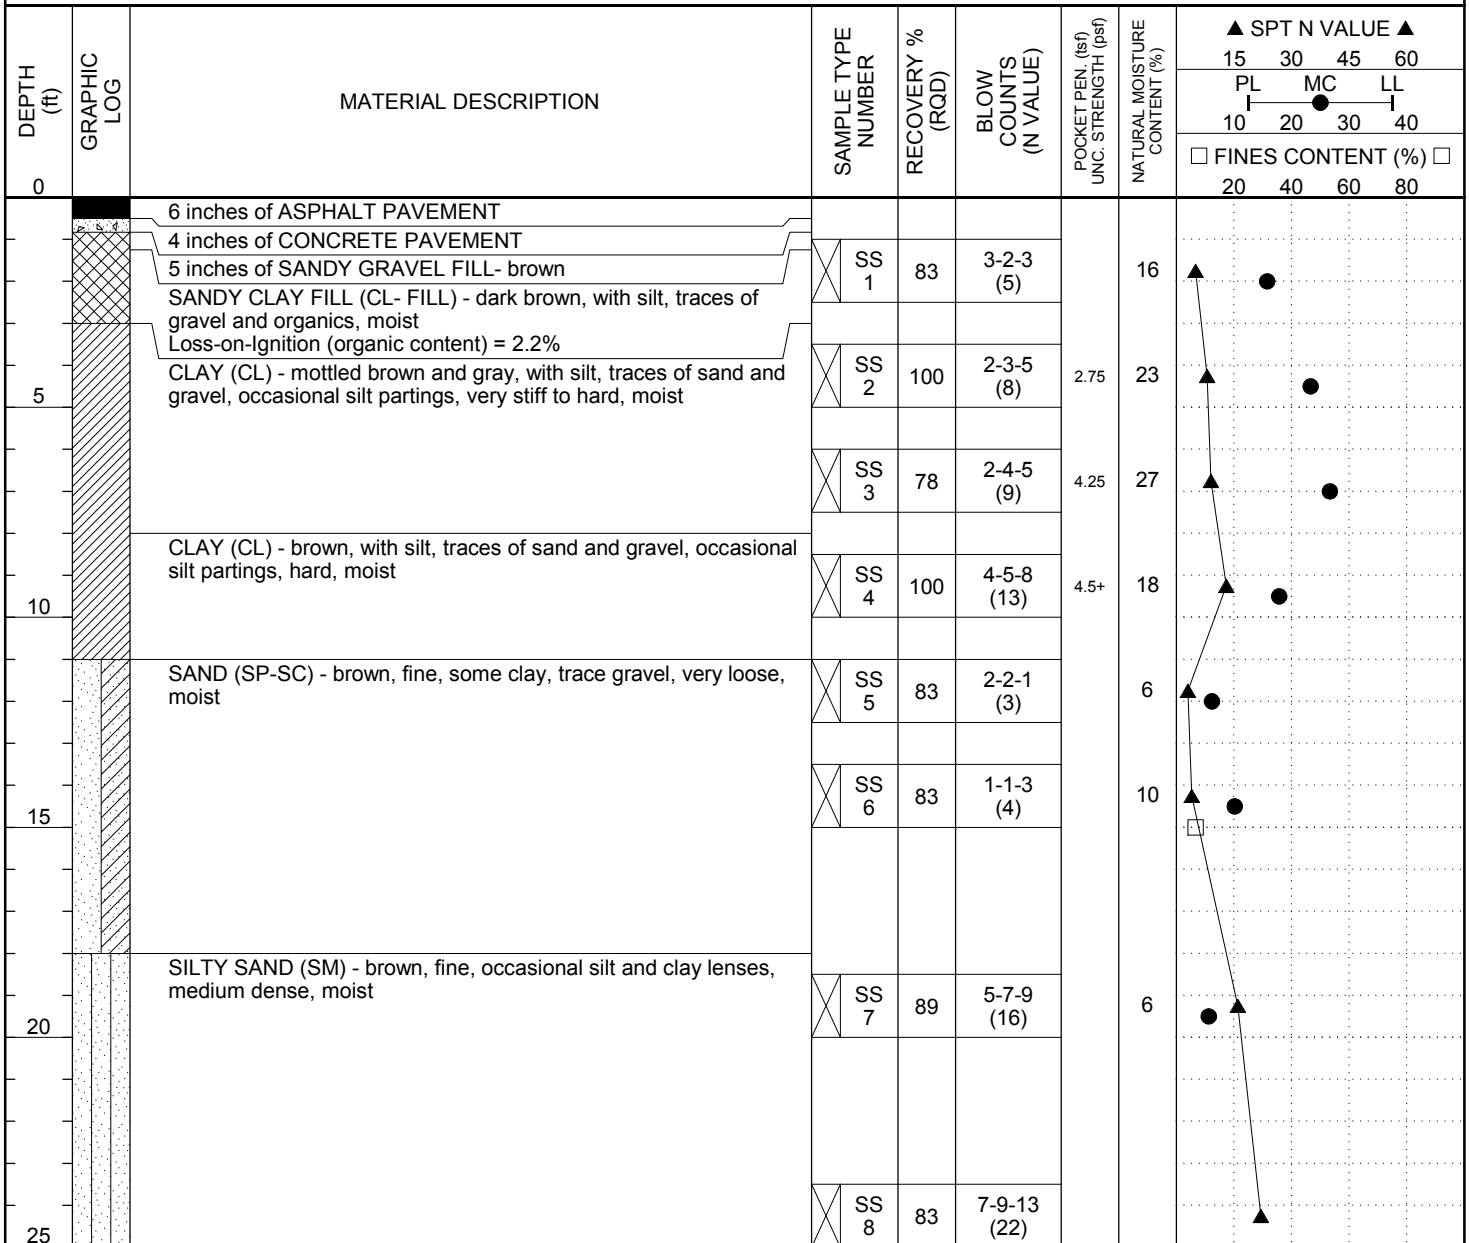 DEPTH
(ft)
GRAPHIC
LOG
MATERIAL DESCRIPTION
SAMPLE TYPE
NUMBER
RECOVERY %
(RQD)
BLOW
COUNTS
(N VALUE)
POCKET PEN. (tsf)
UNC. STRENGTH (psf)
NATURAL MOISTURE
CONTENT (%)
▲ SPT N VALUE ▲
15 30 45 60
PL MC LL
10 20 30 40
□ FINES CONTENT (%) □
20 40 60 80
0
6 inches of ASPHALT PAVEMENT
4 inches of CONCRETE PAVEMENT
5 inches of SANDY GRAVEL FILL- brown
SANDY CLAY FILL (CL- FILL) - dark brown, with silt, traces of
gravel and organics, moist
Loss-on-Ignition (organic content) = 2.2%
SS
1
83
3-2-3
(5)
16
CLAY (CL) - mottled brown and gray, with silt, traces of sand and
gravel, occasional silt partings, very stiff to hard, moist
SS
2
100
2-3-5
(8)
2.75
23
5
SS
3
78
2-4-5
(9)
4.25
27
CLAY (CL) - brown, with silt, traces of sand and gravel, occasional
silt partings, hard, moist
SS
4
100
4-5-8
(13)
4.5+
18
10
SAND (SP-SC) - brown, fine, some clay, trace gravel, very loose,
moist
SS
5
83
2-2-1
(3)
6
SS
6
83
1-1-3
(4)
10
15
SILTY SAND (SM) - brown, fine, occasional silt and clay lenses,
medium dense, moist
SS
7
89
5-7-9
(16)
6
20
SS
8
83
7-9-13
(22)
25